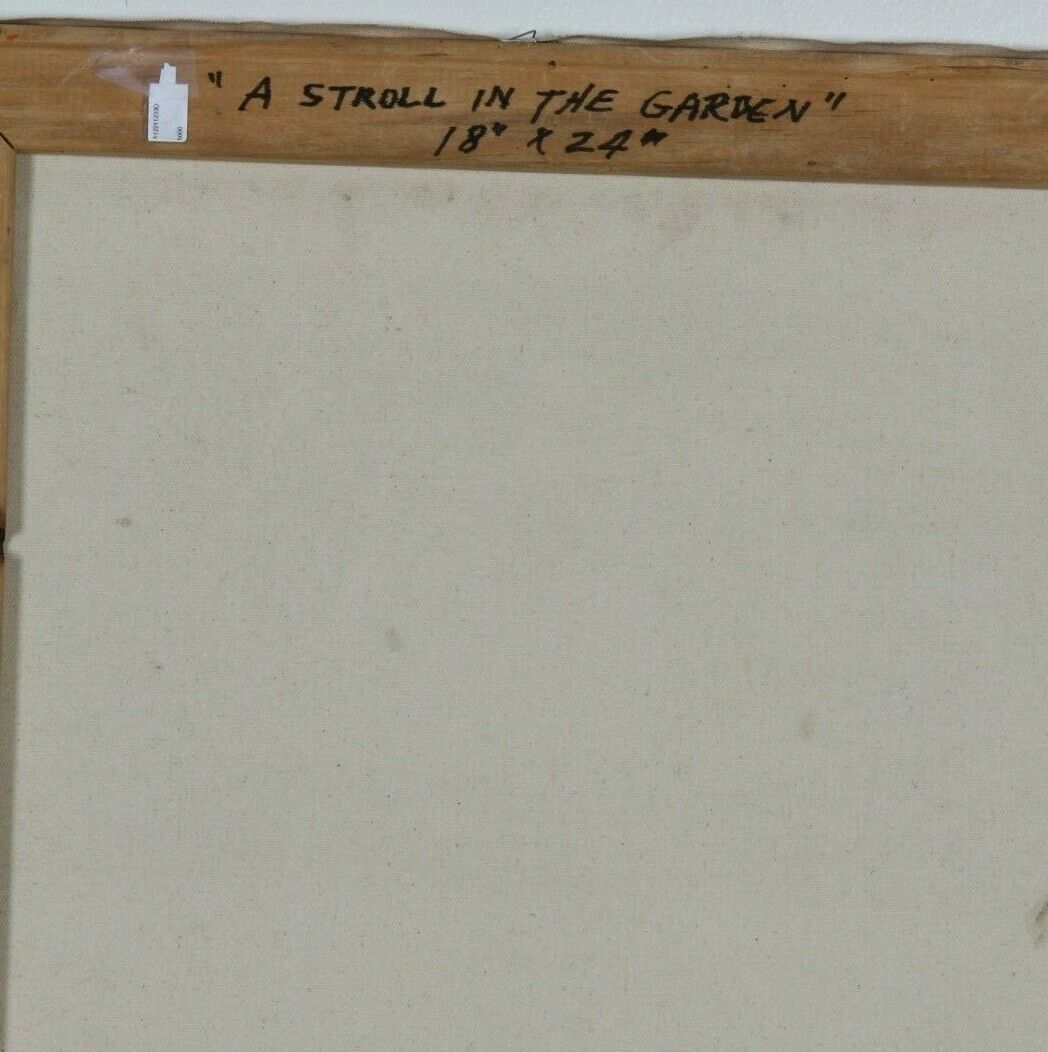 "A STROLL IN THE GARDEN"
18" X 24"